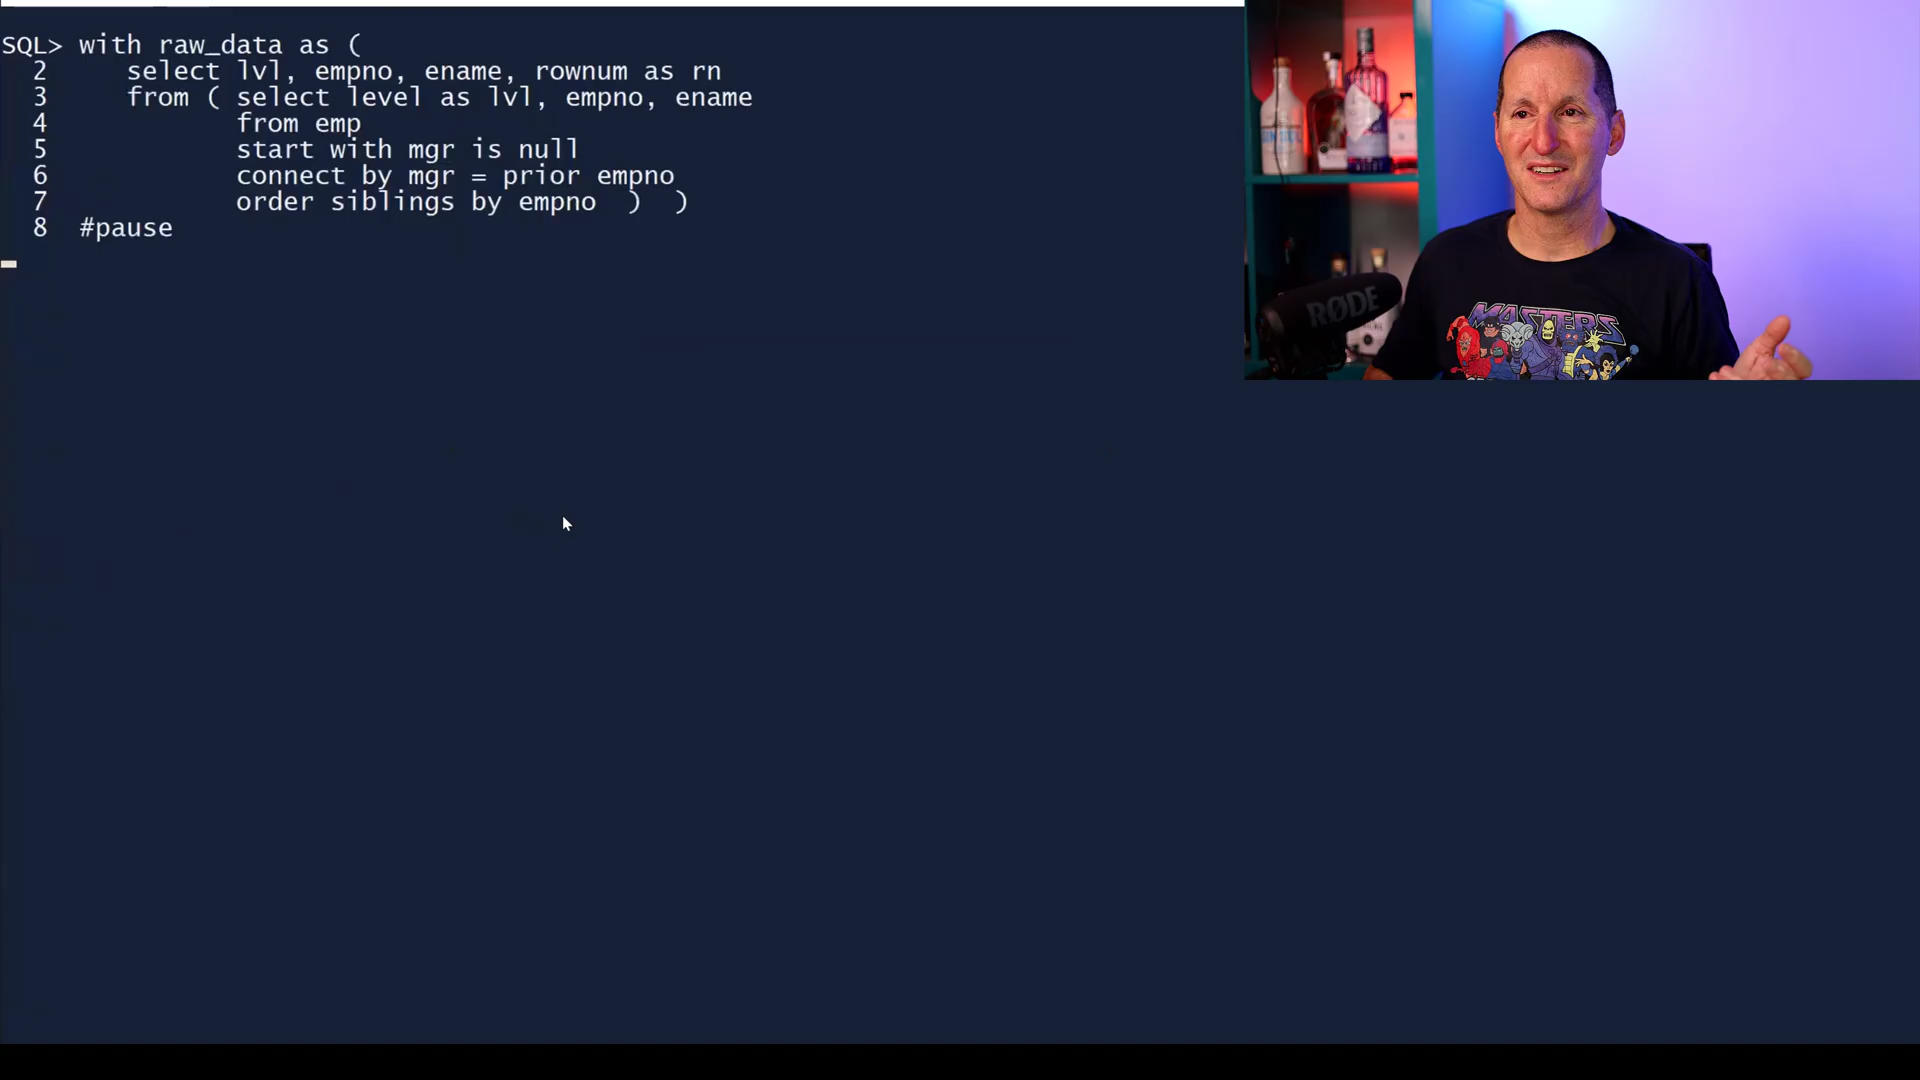 SQL> with raw_data as (
2 select lvl, empno, ename, rownum as rn
3 from ( select level as lvl, empno, ename
4 from emp
5 start with mgr is null
6 connect by mgr = prior empno
7 order siblings by empno ) )
8 #pause
RØDE
MASTERS